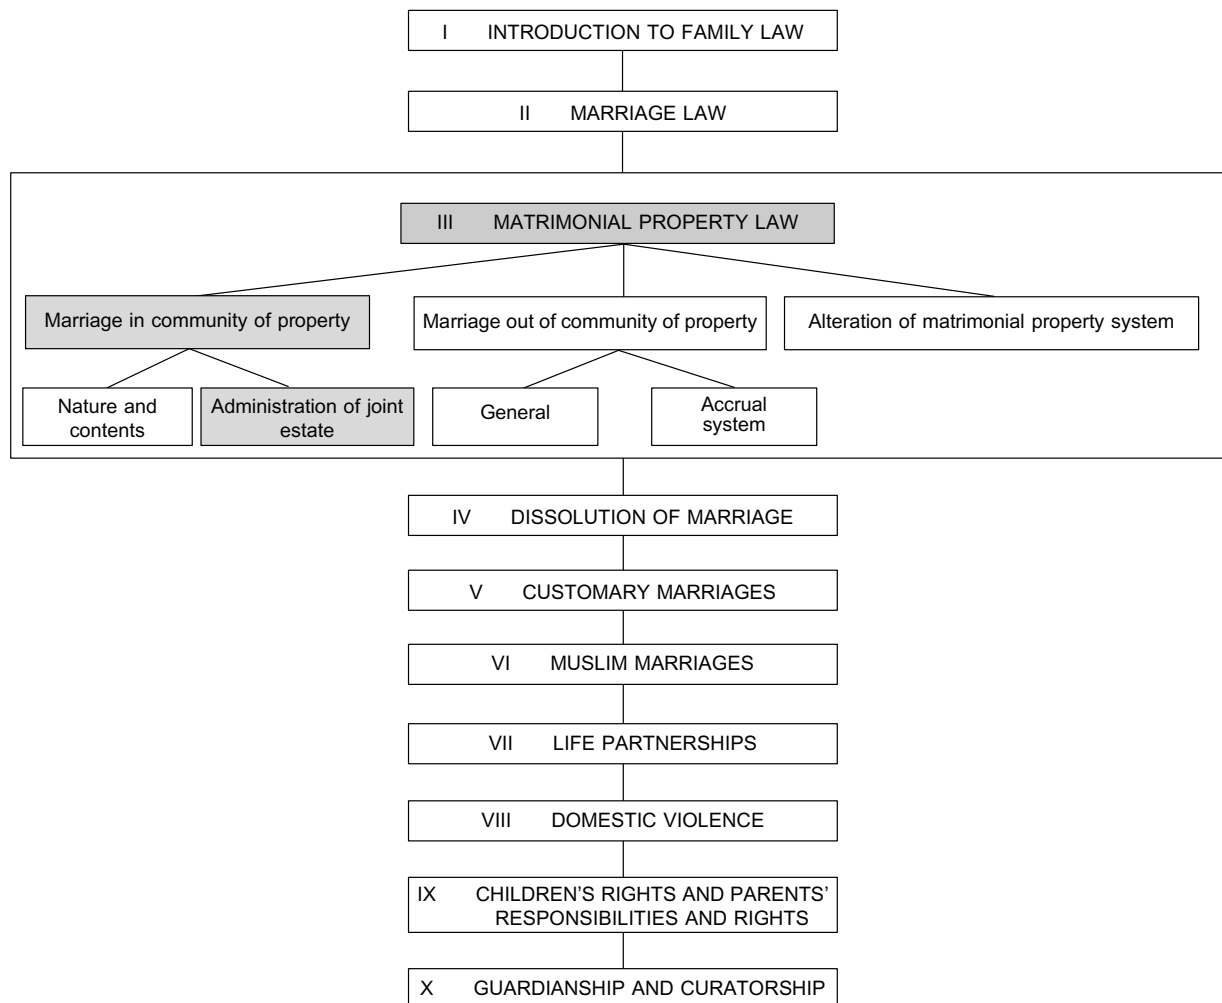 I INTRODUCTION TO FAMILY LAW
II MARRIAGE LAW
III MATRIMONIAL PROPERTY LAW
Marriage in community of property
Marriage out of community of property
Alteration of matrimonial property system
Nature and
contents
Administration of joint
estate
General
Accrual
system
IV DISSOLUTION OF MARRIAGE
V CUSTOMARY MARRIAGES
VI MUSLIM MARRIAGES
VII LIFE PARTNERSHIPS
VIII DOMESTIC VIOLENCE
IX CHILDREN’S RIGHTS AND PARENTS’
RESPONSIBILITIES AND RIGHTS
X GUARDIANSHIP AND CURATORSHIP